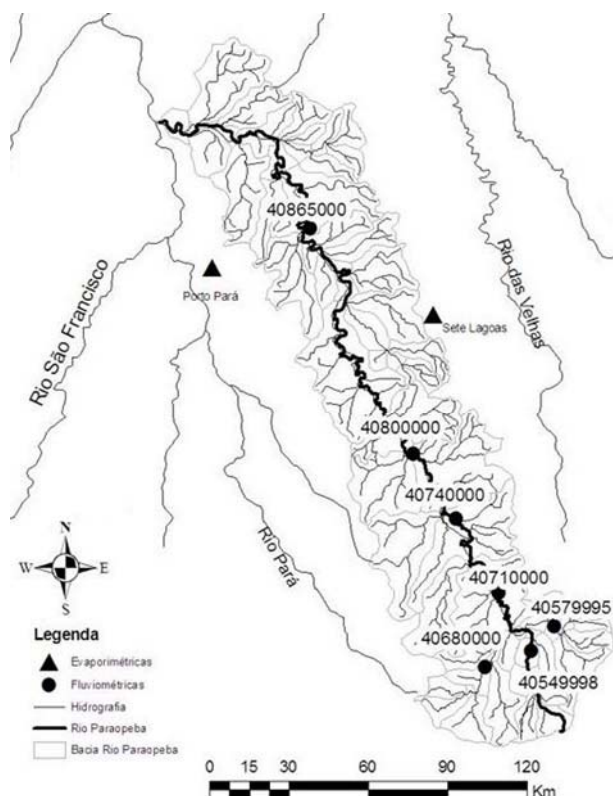 40865000
Porto Pará
Sete Lagoas
Rio São Francisco
Rio das Velhas
40800000
40740000
Rio Pará
40710000
40579995
40680000
40549998
N
W E
S
Legenda
Evaporimétricas
Fluviométricas
Hidrografia
Rio Paraopeba
Bacia Rio Paraopeba
0 15 30 60 90 120
Km